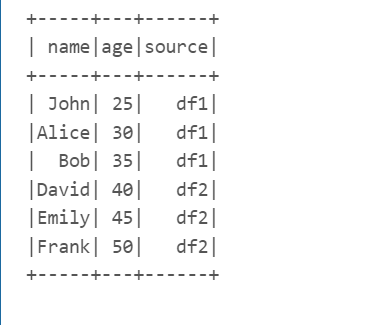 +-----+---+------+
| name|age|source|
+-----+---+------+
| John| 25|   df1|
|Alice| 30|   df1|
|  Bob| 35|   df1|
|David| 40|   df2|
|Emily| 45|   df2|
|Frank| 50|   df2|
+-----+---+------+